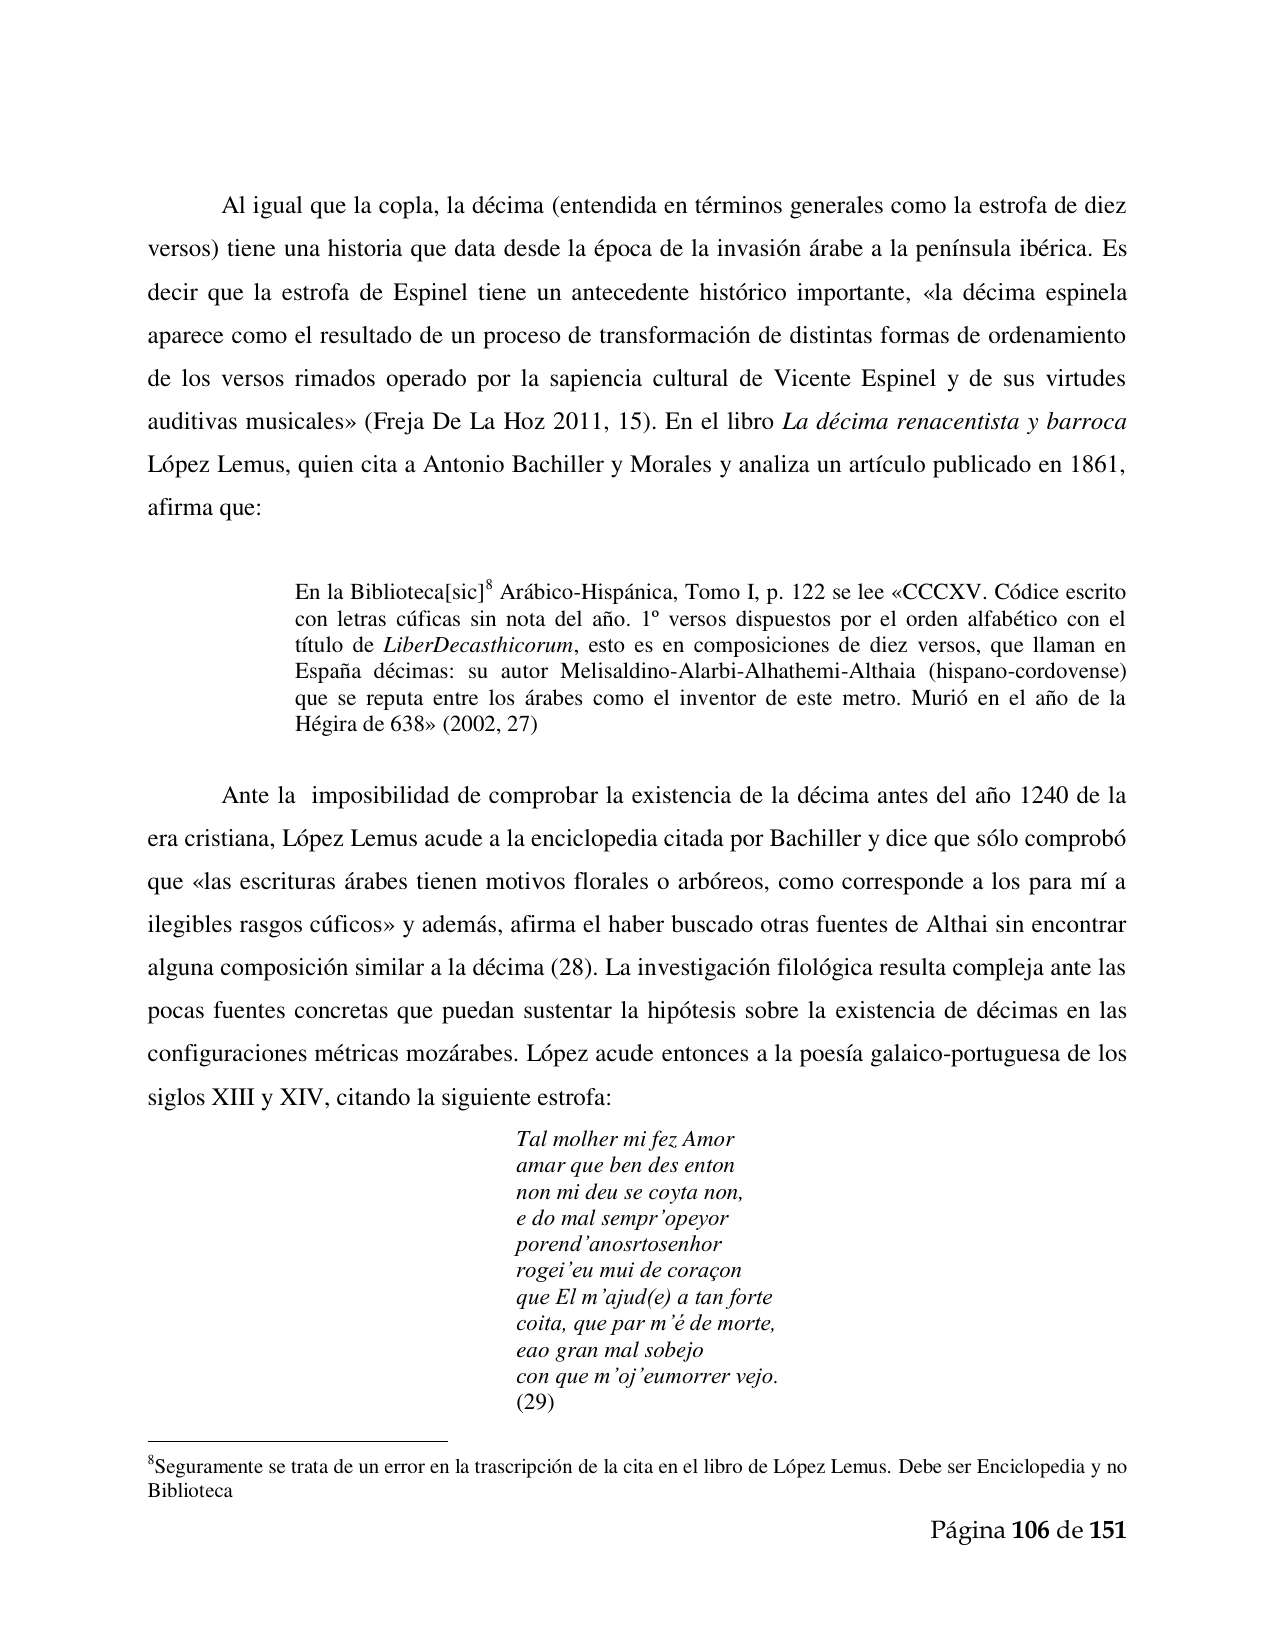 Al igual que la copla, la décima (entendida en términos generales como la estrofa de diez
versos) tiene una historia que data desde la época de la invasión árabe a la península ibérica. Es
decir que la estrofa de Espinel tiene un antecedente histórico importante, «la décima espinela
aparece como el resultado de un proceso de transformación de distintas formas de ordenamiento
de los versos rimados operado por la sapiencia cultural de Vicente Espinel y de sus virtudes
auditivas musicales» (Freja De La Hoz 2011, 15). En el libro La décima renacentista y barroca
López Lemus, quien cita a Antonio Bachiller y Morales y analiza un artículo publicado en 1861,
afirma que:
En la Biblioteca[sic]8 Arábico-Hispánica, Tomo I, p. 122 se lee «CCCXV. Códice escrito
con letras cúficas sin nota del año. 1º versos dispuestos por el orden alfabético con el
título de LiberDecasthicorum, esto es en composiciones de diez versos, que llaman en
España décimas: su autor Melisaldino-Alarbi-Alhathemi-Althaia (hispano-cordovense)
que se reputa entre los árabes como el inventor de este metro. Murió en el año de la
Hégira de 638» (2002, 27)
Ante la  imposibilidad de comprobar la existencia de la décima antes del año 1240 de la
era cristiana, López Lemus acude a la enciclopedia citada por Bachiller y dice que sólo comprobó
que «las escrituras árabes tienen motivos florales o arbóreos, como corresponde a los para mí a
ilegibles rasgos cúficos» y además, afirma el haber buscado otras fuentes de Althai sin encontrar
alguna composición similar a la décima (28). La investigación filológica resulta compleja ante las
pocas fuentes concretas que puedan sustentar la hipótesis sobre la existencia de décimas en las
configuraciones métricas mozárabes. López acude entonces a la poesía galaico-portuguesa de los
siglos XIII y XIV, citando la siguiente estrofa:
Tal molher mi fez Amor
amar que ben des enton
non mi deu se coyta non,
e do mal sempr’opeyor
porend’anosrtosenhor
rogei’eu mui de coraçon
que El m’ajud(e) a tan forte
coita, que par m’é de morte,
eao gran mal sobejo
con que m’oj’eumorrer vejo.
(29)
8Seguramente se trata de un error en la trascripción de la cita en el libro de López Lemus. Debe ser Enciclopedia y no
Biblioteca
Página 106 de 151